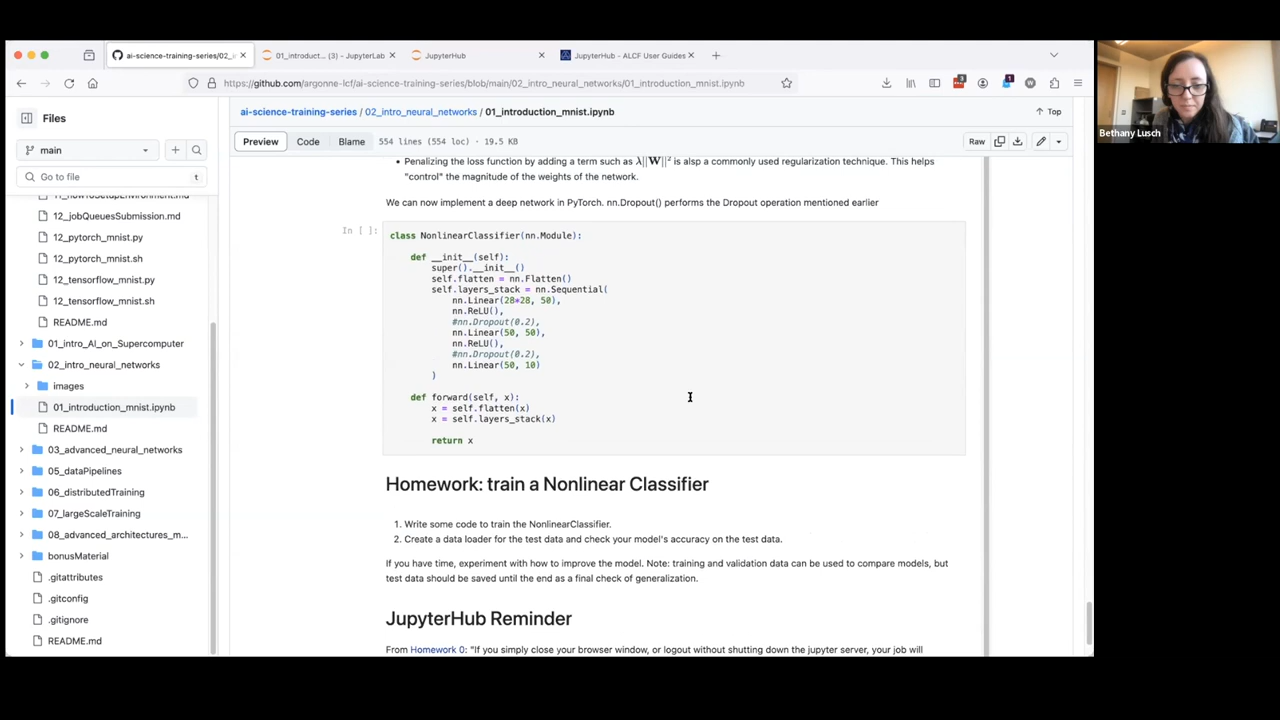 ai-science-training-series/02_i
01_introduct... (3) - JupyterLab
JupyterHub
JupyterHub - ALCF User Guides
https://github.com/argonne-lcf/ai-science-training-series/blob/main/02_intro_neural_networks/01_introduction_mnist.ipynb
3
1
Files
main
Go to file
12_jobQueuesSubmission.md
12_pytorch_mnist.py
12_pytorch_mnist.sh
12_tensorflow_mnist.py
12_tensorflow_mnist.sh
README.md
01_intro_AI_on_Supercomputer
02_intro_neural_networks
images
01_introduction_mnist.ipynb
README.md
03_advanced_neural_networks
05_dataPipelines
06_distributedTraining
07_largeScaleTraining
08_advanced_architectures_m...
bonusMaterial
.gitattributes
.gitconfig
.gitignore
README.md
ai-science-training-series / 02_intro_neural_networks / 01_introduction_mnist.ipynb
Top
Preview Code Blame 554 lines (554 loc) · 19.5 KB
Raw
• Penalizing the loss function by adding a term such as λ||W||² is alsp a commonly used regularization technique. This helps
"control" the magnitude of the weights of the network.
We can now implement a deep network in PyTorch. nn.Dropout() performs the Dropout operation mentioned earlier
In [ ]:
class NonlinearClassifier(nn.Module):
def __init__(self):
super().__init__()
self.flatten = nn.Flatten()
self.layers_stack = nn.Sequential(
nn.Linear(28*28, 50),
nn.ReLU(),
#nn.Dropout(0.2),
nn.Linear(50, 50),
nn.ReLU(),
#nn.Dropout(0.2),
nn.Linear(50, 10)
)
def forward(self, x):
x = self.flatten(x)
x = self.layers_stack(x)
return x
Homework: train a Nonlinear Classifier
1. Write some code to train the NonlinearClassifier.
2. Create a data loader for the test data and check your model's accuracy on the test data.
If you have time, experiment with how to improve the model. Note: training and validation data can be used to compare models, but
test data should be saved until the end as a final check of generalization.
JupyterHub Reminder
From Homework 0: "If you simply close your browser window, or logout without shutting down the jupyter server, your job will
Bethany Lusch